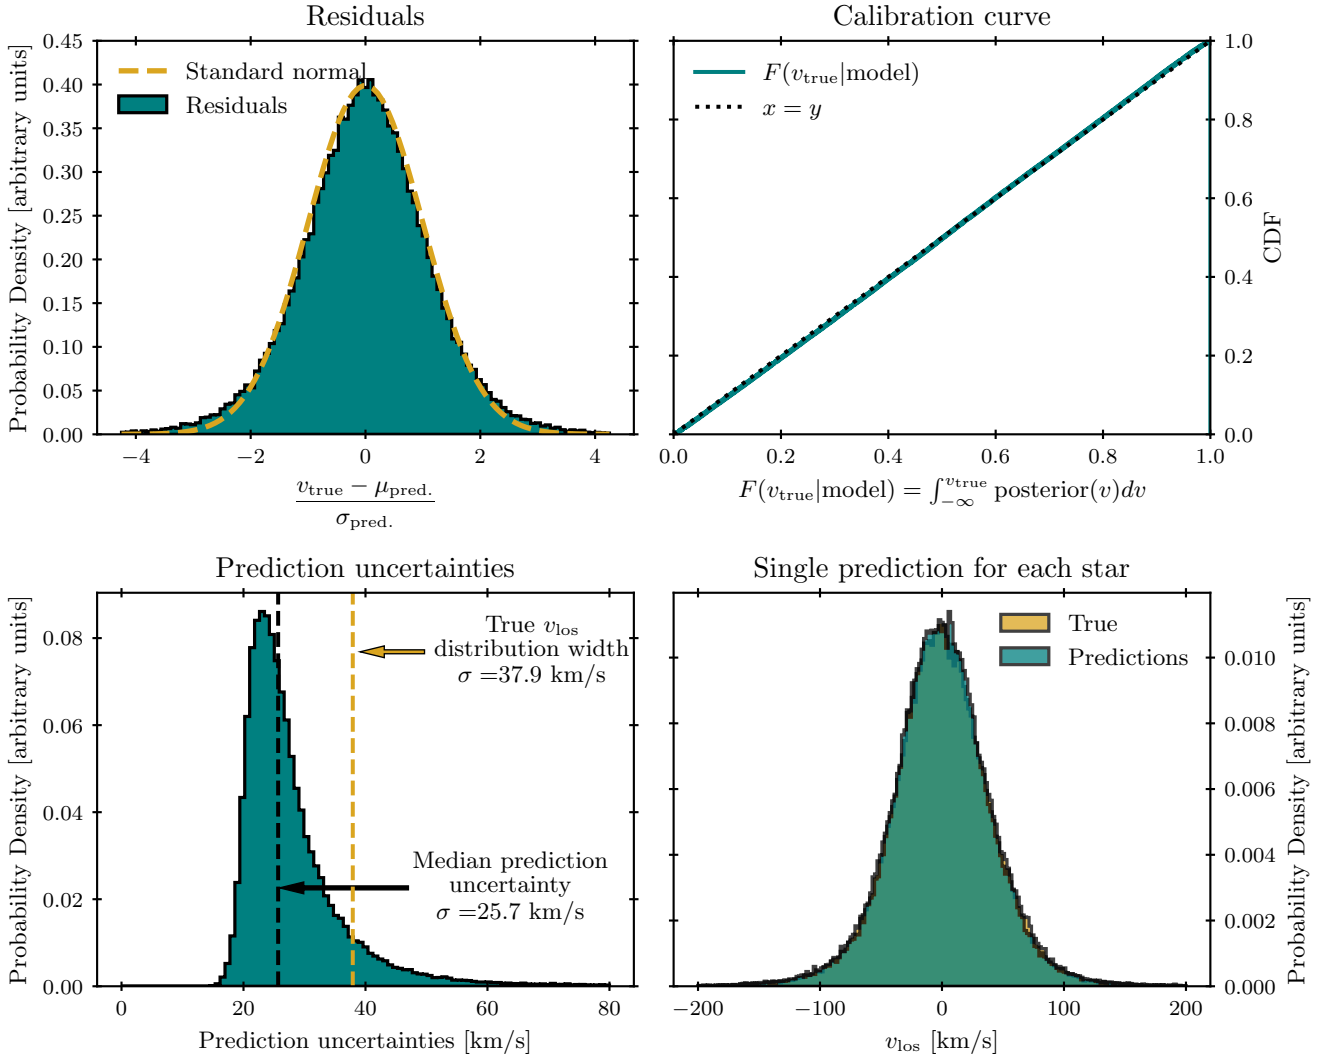 Residuals
Probability Density [arbitrary units]
0.45
0.40
0.35
0.30
0.25
0.20
0.15
0.10
0.05
0.00
Standard normal
Residuals
−4 −2 0 2 4
v_true − μ_pred.
σ_pred.
Calibration curve
F(v_true|model)
x = y
1.0
0.8
0.6
0.4
0.2
0.0
CDF
0.0 0.2 0.4 0.6 0.8 1.0
F(v_true|model) = ∫_{−∞}^{v_true} posterior(v)dv
Prediction uncertainties
Probability Density [arbitrary units]
0.08
0.06
0.04
0.02
0.00
True v_los
distribution width
σ =37.9 km/s
Median prediction
uncertainty
σ =25.7 km/s
0 20 40 60 80
Prediction uncertainties [km/s]
Single prediction for each star
True
Predictions
0.010
0.008
0.006
0.004
0.002
0.000
Probability Density [arbitrary units]
−200 −100 0 100 200
v_los [km/s]